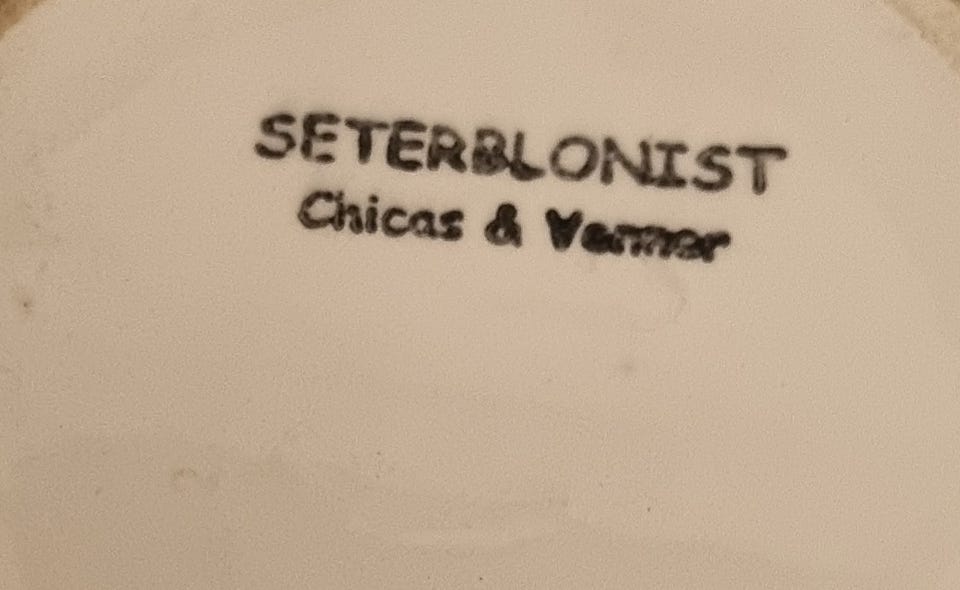 SETERBLONIST
Chicas &